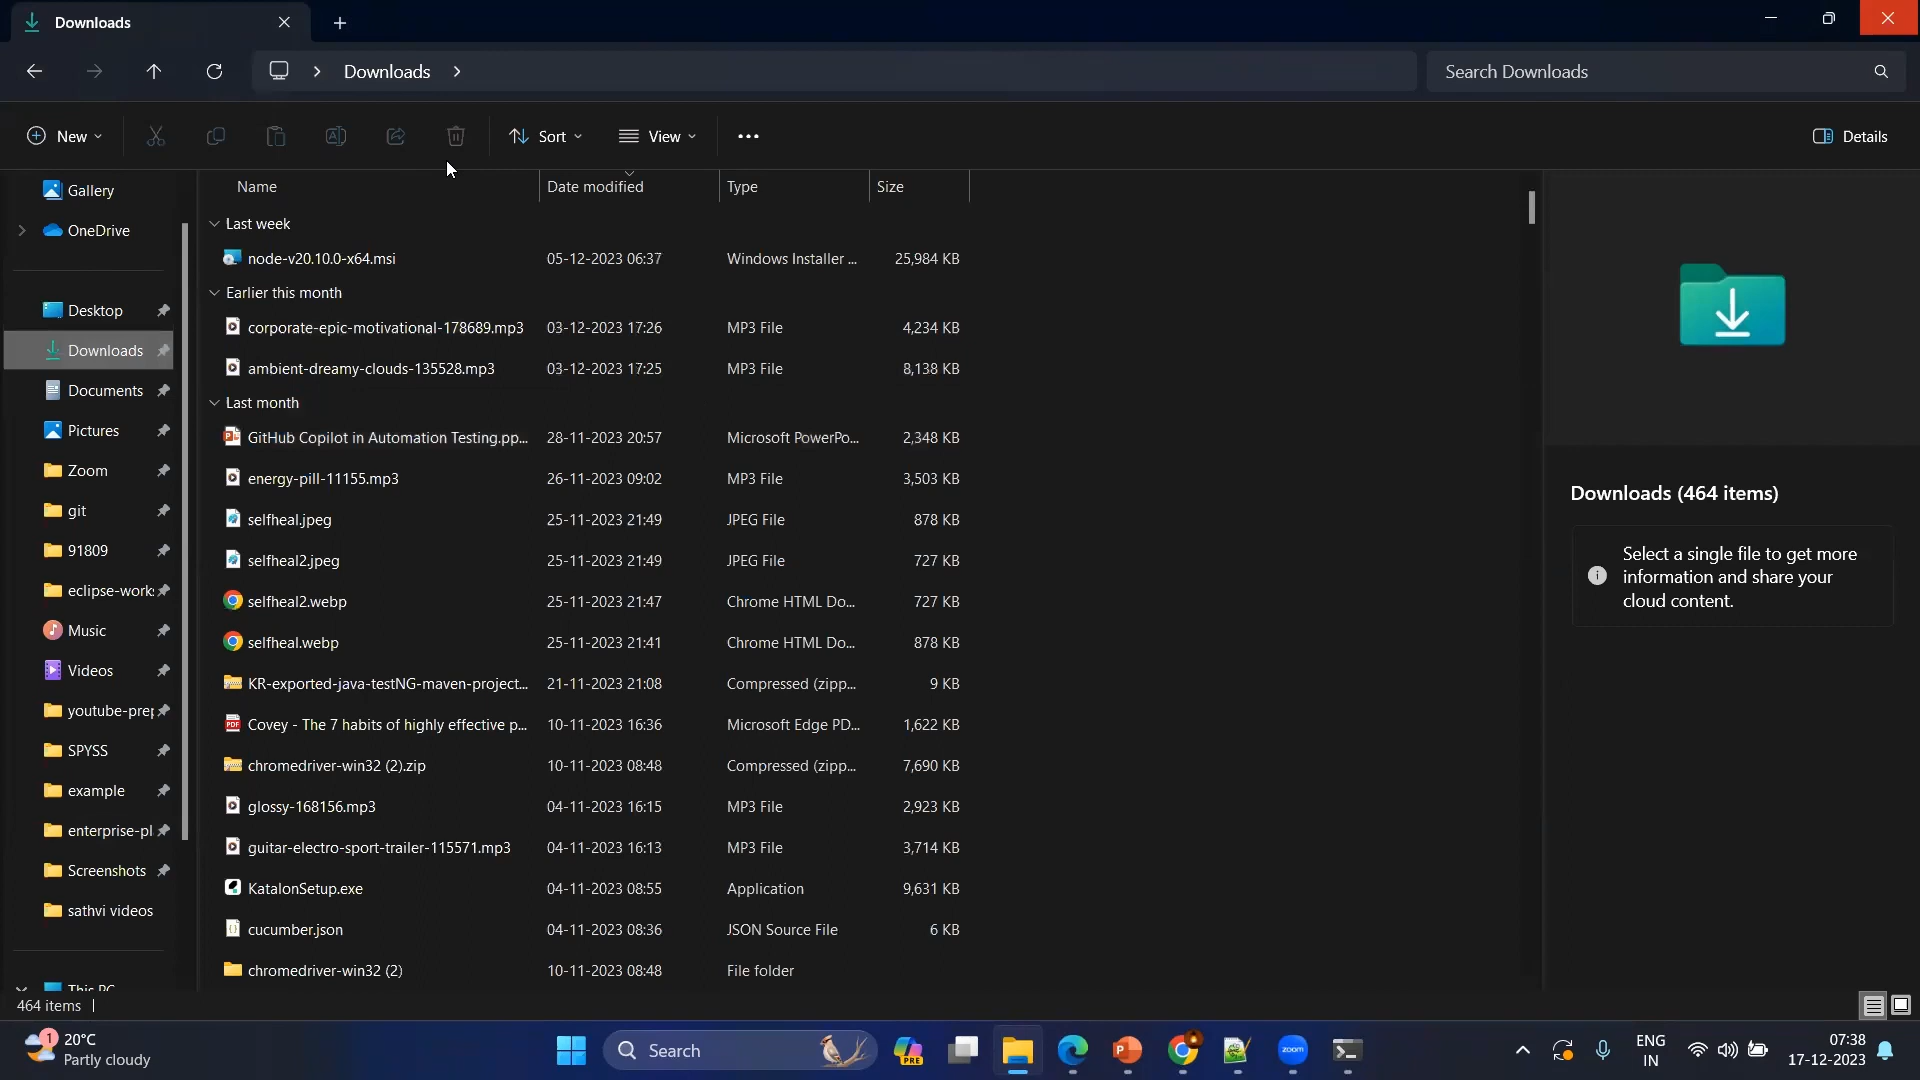 Downloads
Downloads
Search Downloads
New
Sort
View
Details
Gallery
OneDrive
Desktop
Downloads
Documents
Pictures
Zoom
git
91809
eclipse-work
Music
Videos
youtube-pre
SPYSS
example
enterprise-pl
Screenshots
sathvi videos
This PC
Name Date modified Type Size
Last week
node-v20.10.0-x64.msi 05-12-2023 06:37 Windows Installer ... 25,984 KB
Earlier this month
corporate-epic-motivational-178689.mp3 03-12-2023 17:26 MP3 File 4,234 KB
ambient-dreamy-clouds-135528.mp3 03-12-2023 17:25 MP3 File 8,138 KB
Last month
GitHub Copilot in Automation Testing.pp... 28-11-2023 20:57 Microsoft PowerPo... 2,348 KB
energy-pill-11155.mp3 26-11-2023 09:02 MP3 File 3,503 KB
selfheal.jpeg 25-11-2023 21:49 JPEG File 878 KB
selfheal2.jpeg 25-11-2023 21:49 JPEG File 727 KB
selfheal2.webp 25-11-2023 21:47 Chrome HTML Do... 727 KB
selfheal.webp 25-11-2023 21:41 Chrome HTML Do... 878 KB
KR-exported-java-testNG-maven-project... 21-11-2023 21:08 Compressed (zipp... 9 KB
Covey - The 7 habits of highly effective p... 10-11-2023 16:36 Microsoft Edge PD... 1,622 KB
chromedriver-win32 (2).zip 10-11-2023 08:48 Compressed (zipp... 7,690 KB
glossy-168156.mp3 04-11-2023 16:15 MP3 File 2,923 KB
guitar-electro-sport-trailer-115571.mp3 04-11-2023 16:13 MP3 File 3,714 KB
KatalonSetup.exe 04-11-2023 08:55 Application 9,631 KB
cucumber.json 04-11-2023 08:36 JSON Source File 6 KB
chromedriver-win32 (2) 10-11-2023 08:48 File folder
Downloads (464 items)
Select a single file to get more
information and share your
cloud content.
464 items
1
20°C
Partly cloudy
Search
PRE
zoom
ENG
IN
07:38
17-12-2023